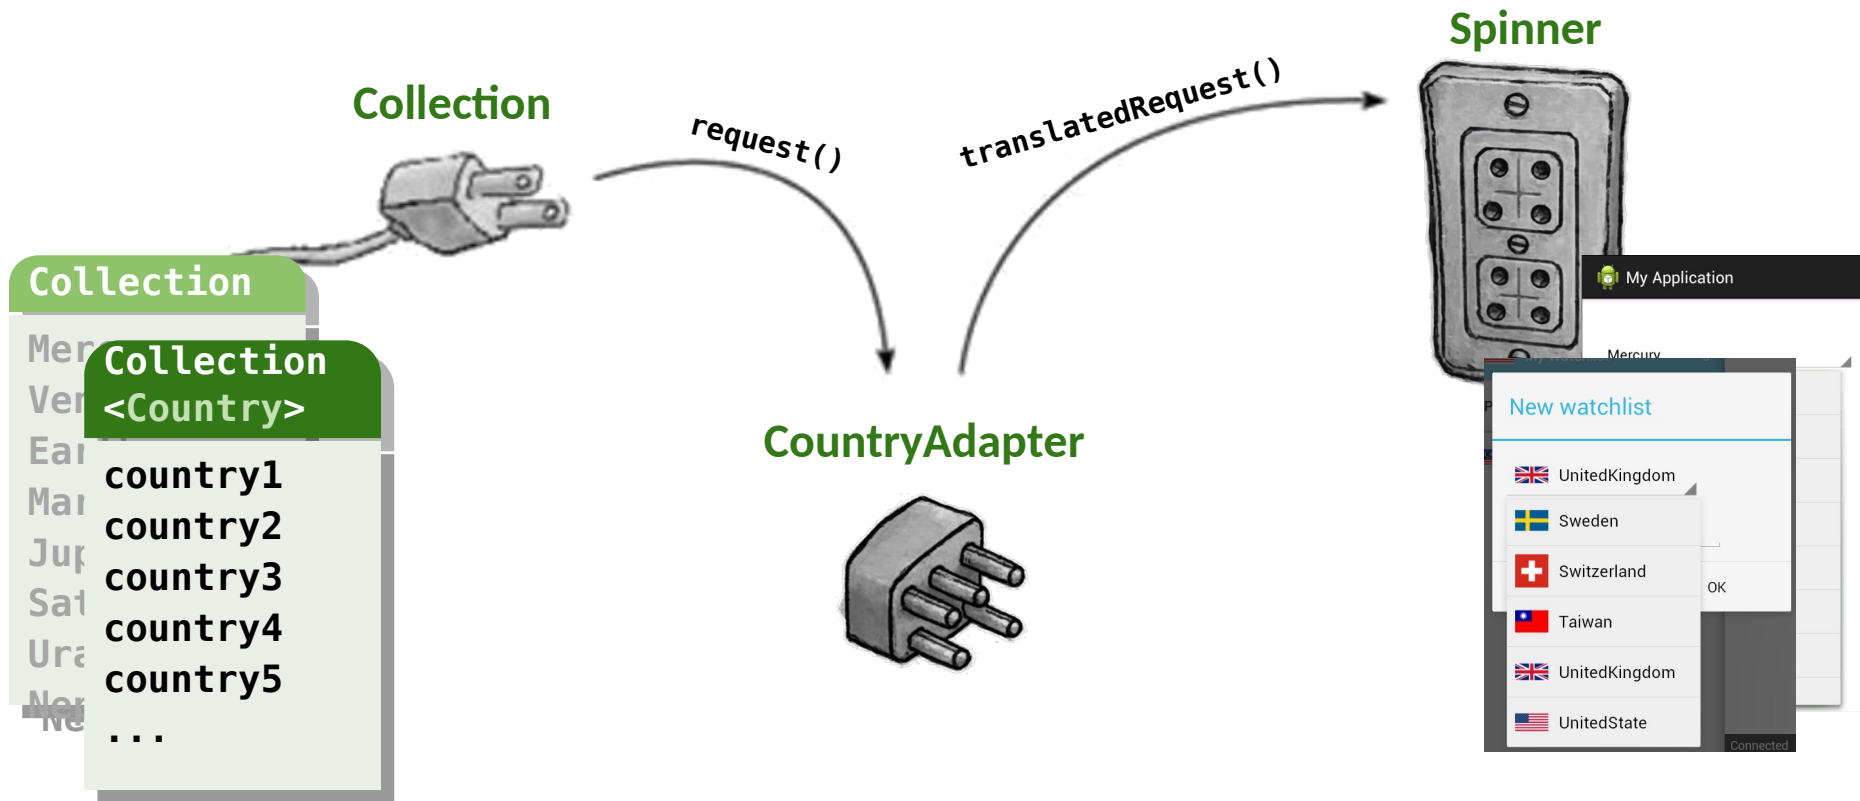 Spinner
Collection
request()
translatedRequest()
Collection
My Application
Mercury
Collection
<Country>
New watchlist
CountryAdapter
country1
country2
country3
country4
country5
...
UnitedKingdom
Sweden
Switzerland
OK
Taiwan
UnitedKingdom
UnitedState
Connected